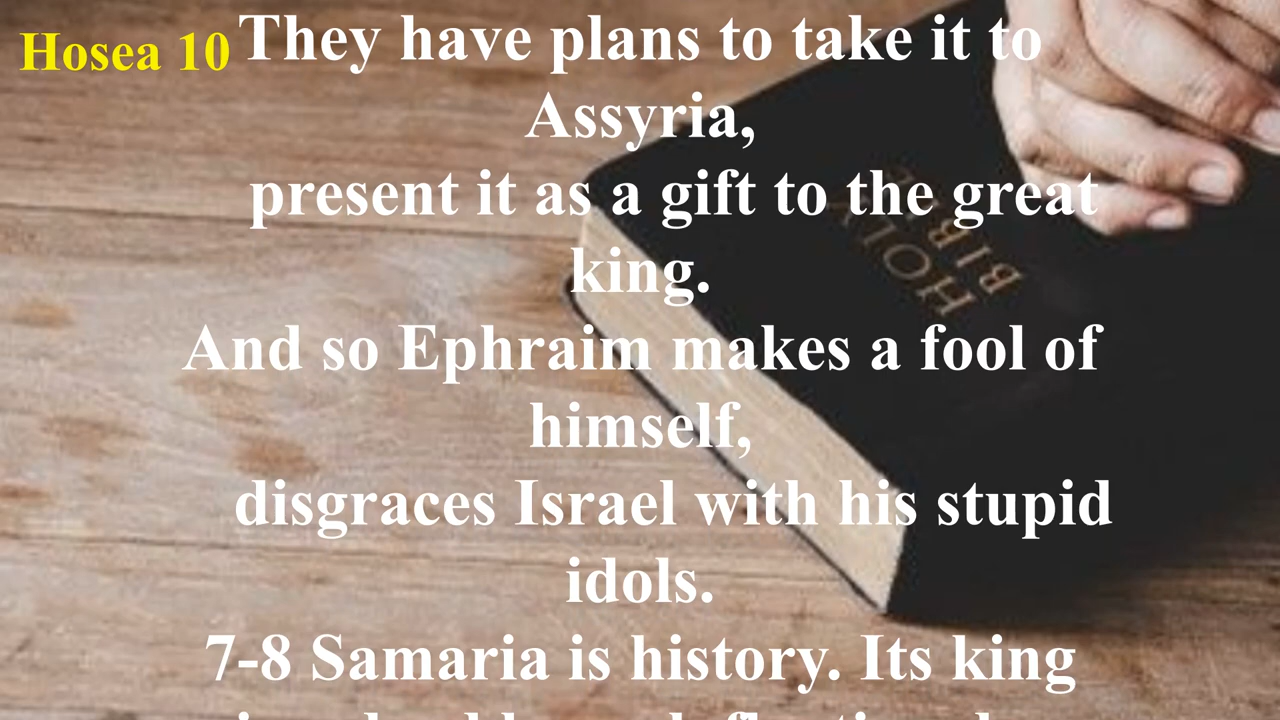 Hosea 10
They have plans to take it to
Assyria,
present it as a gift to the great
king.
And so Ephraim makes a fool of
himself,
disgraces Israel with his stupid
idols.
7-8 Samaria is history. Its king
HOLY
BIBLE